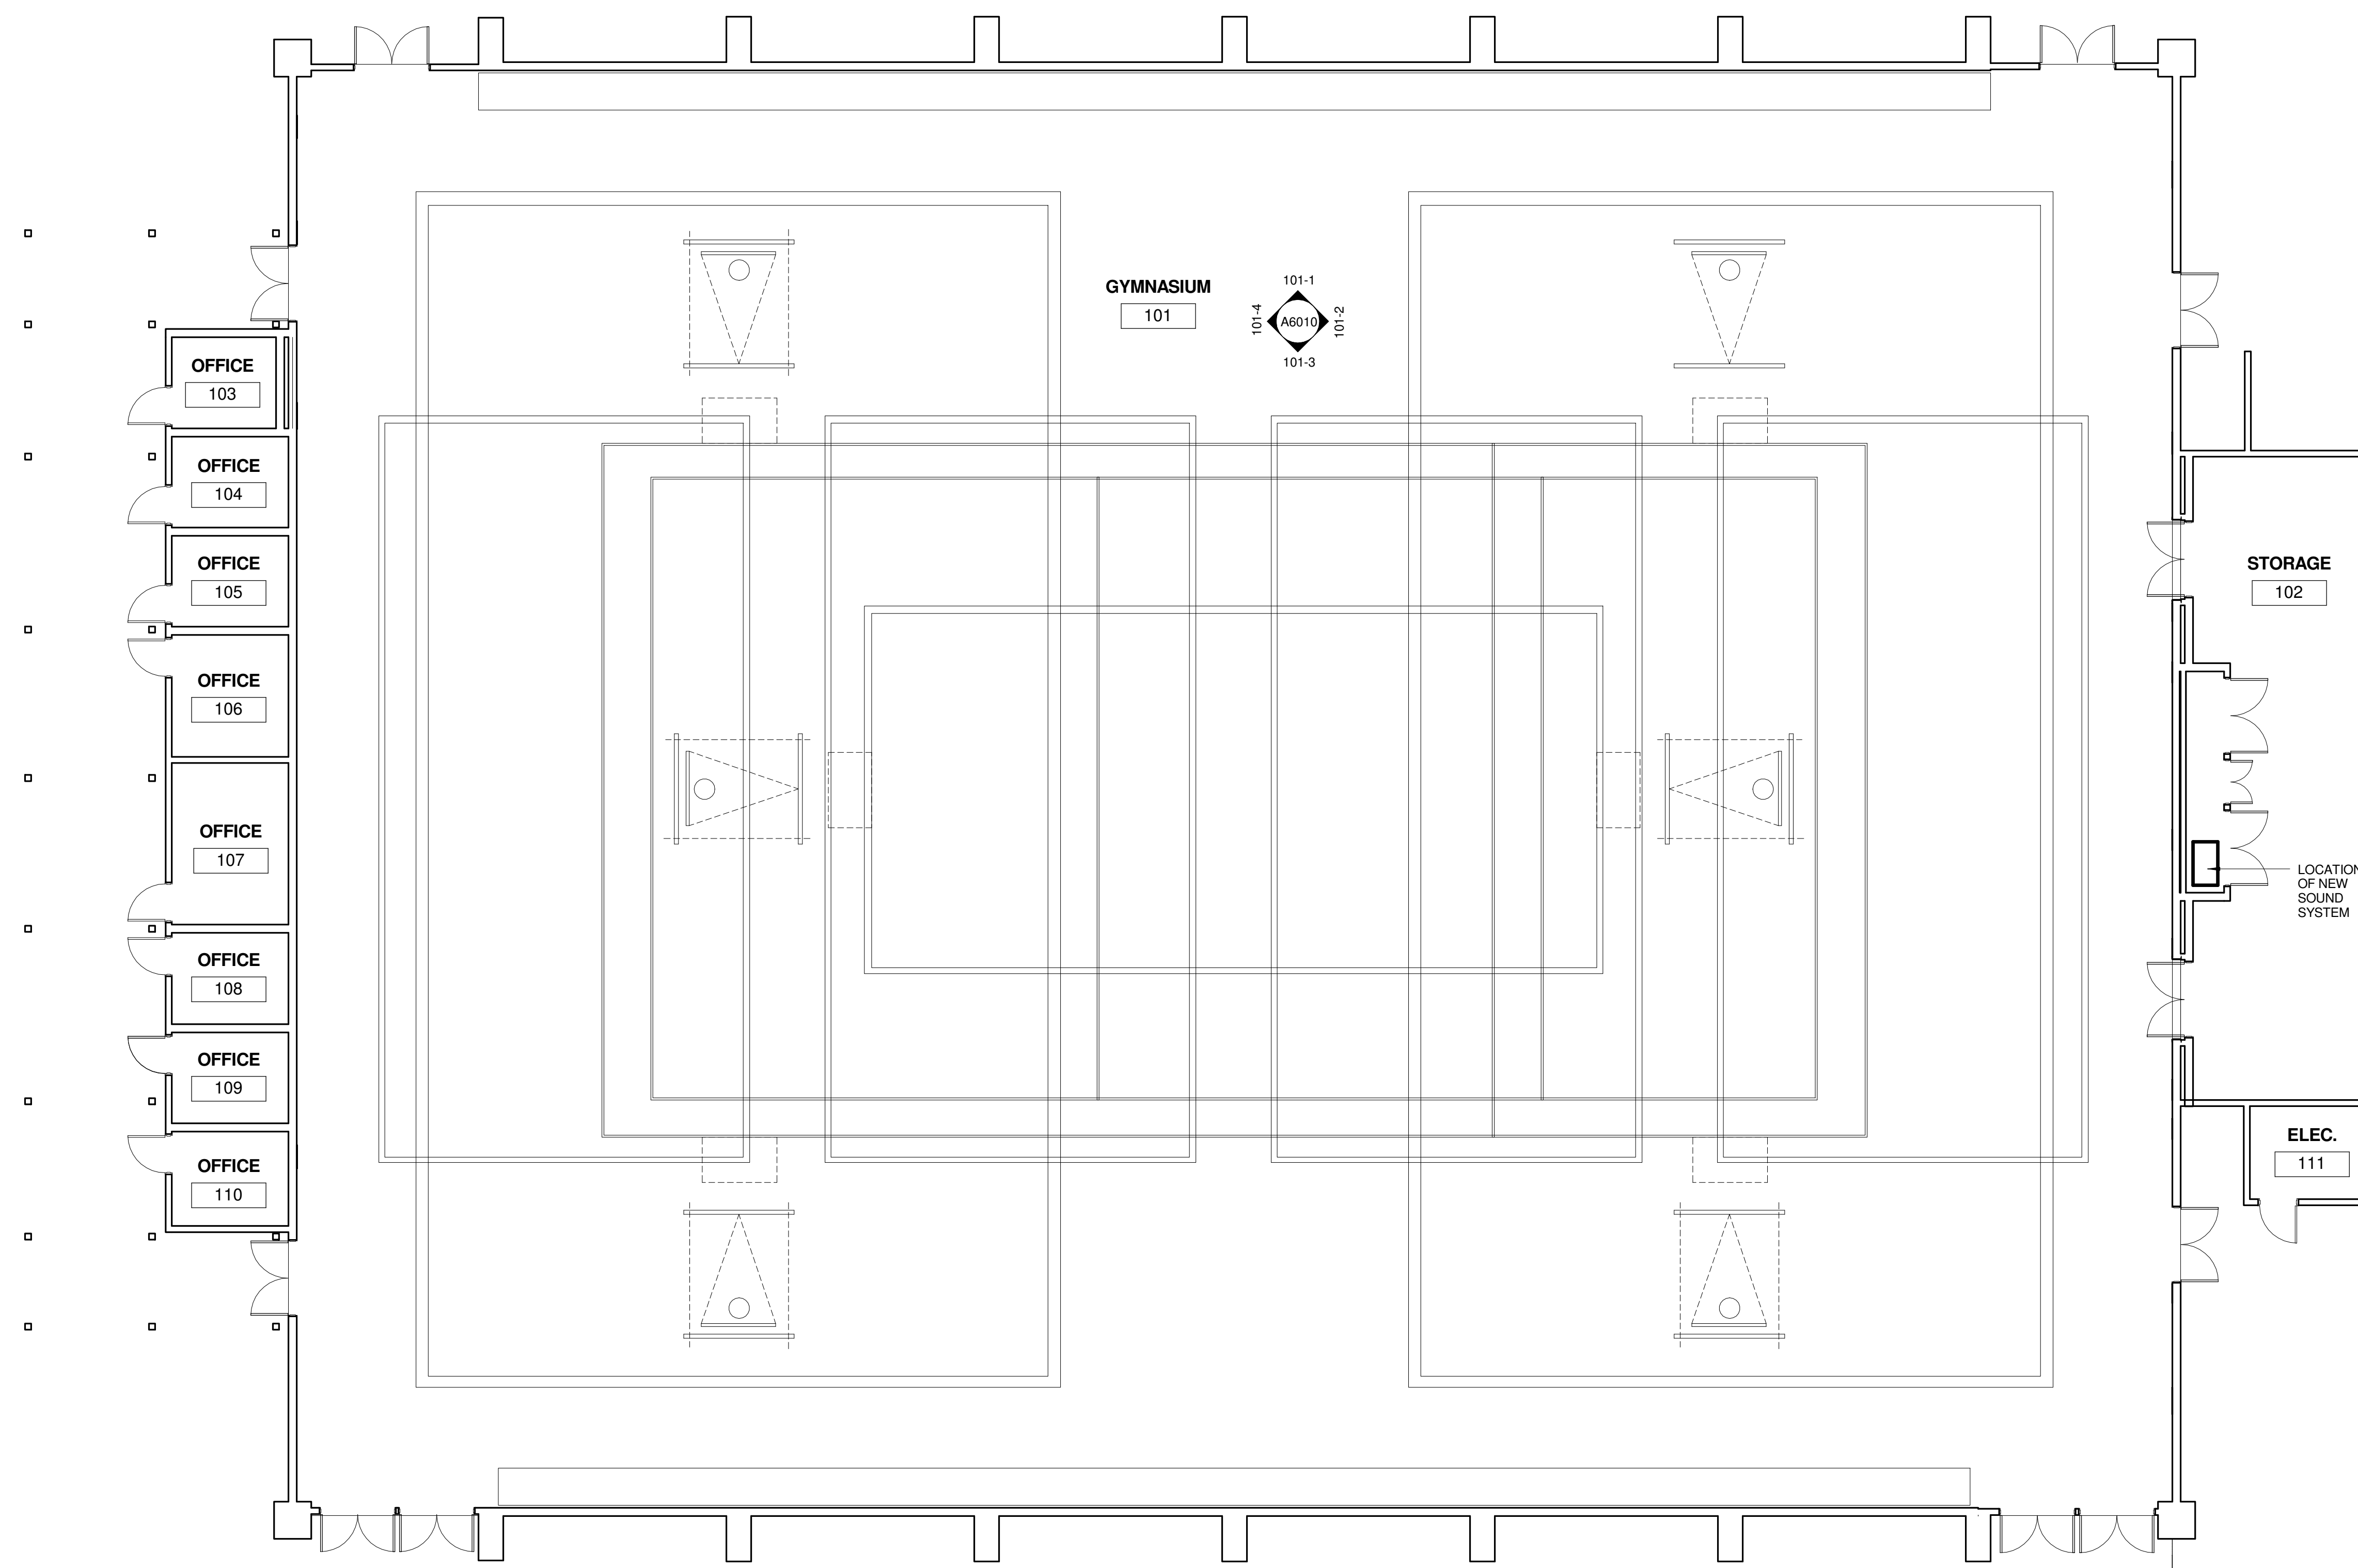 GYMNASIUM
101
101-1
101-4
A6010
101-2
101-3
OFFICE
103
OFFICE
104
OFFICE
105
OFFICE
106
OFFICE
107
OFFICE
108
OFFICE
109
OFFICE
110
STORAGE
102
LOCATION
OF NEW
SOUND
SYSTEM
ELEC.
111